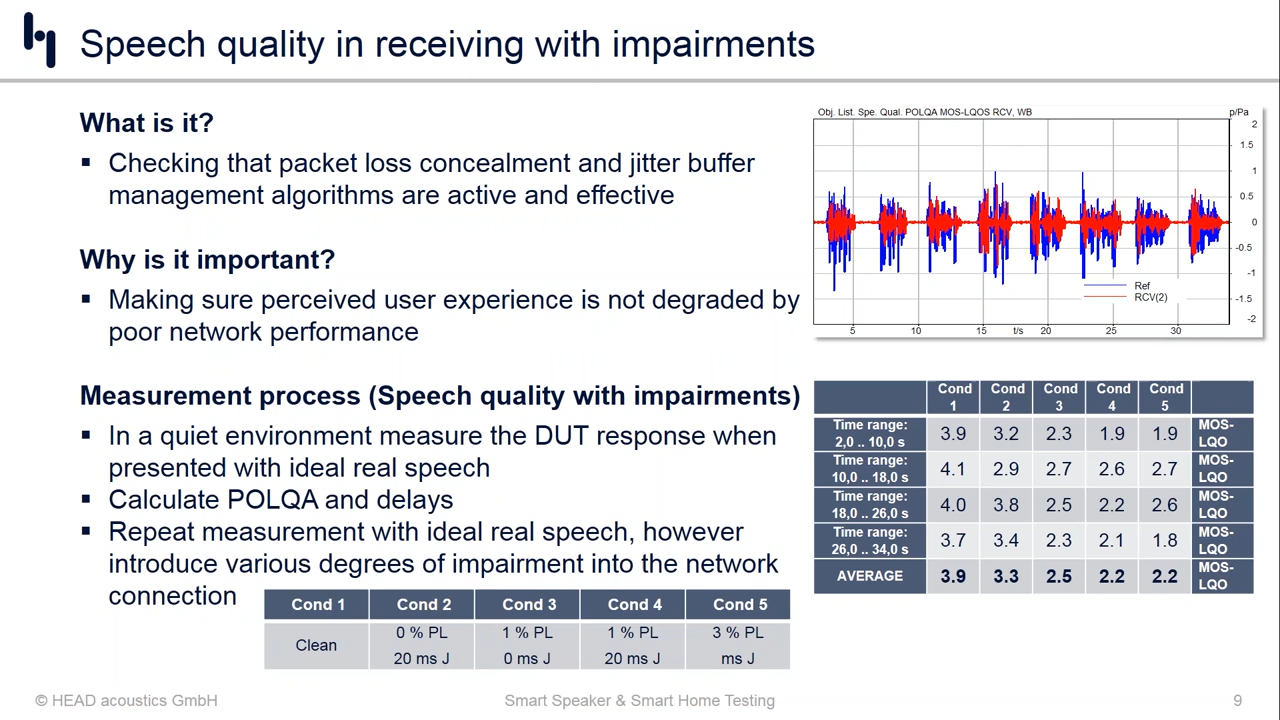 Speech quality in receiving with impairments
What is it?
▪ Checking that packet loss concealment and jitter buffer
management algorithms are active and effective
Why is it important?
▪ Making sure perceived user experience is not degraded by
poor network performance
Measurement process (Speech quality with impairments)
▪ In a quiet environment measure the DUT response when
presented with ideal real speech
▪ Calculate POLQA and delays
▪ Repeat measurement with ideal real speech, however
introduce various degrees of impairment into the network
connection
Cond 1 Cond 2 Cond 3 Cond 4 Cond 5
Clean
0 % PL 1 % PL 1 % PL 3 % PL
20 ms J 0 ms J 20 ms J ms J
Obj. List. Spe. Qual. POLQA MOS-LQOS RCV, WB p/Pa
2
1.5
1
0.5
0
-0.5
-1
-1.5
-2
Ref
RCV(2)
5 10 15 t/s 20 25 30
Cond Cond Cond Cond Cond
1 2 3 4 5
Time range:
2,0 .. 10,0 s 3.9 3.2 2.3 1.9 1.9 MOS-
LQO
Time range:
10,0 .. 18,0 s 4.1 2.9 2.7 2.6 2.7 MOS-
LQO
Time range:
18,0 .. 26,0 s 4.0 3.8 2.5 2.2 2.6 MOS-
LQO
Time range:
26,0 .. 34,0 s 3.7 3.4 2.3 2.1 1.8 MOS-
LQO
AVERAGE 3.9 3.3 2.5 2.2 2.2 MOS-
LQO
© HEAD acoustics GmbH Smart Speaker & Smart Home Testing 9